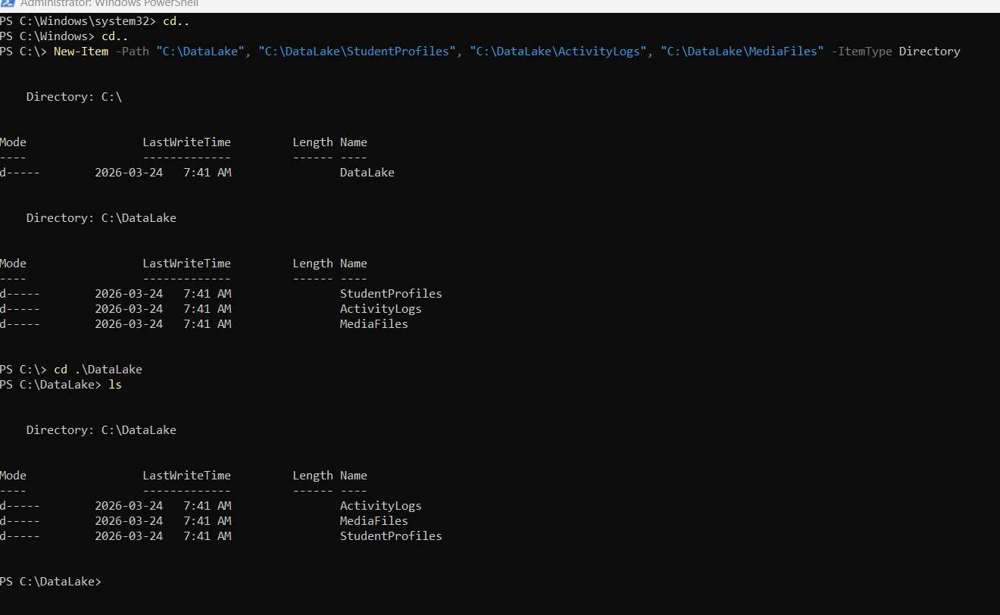 Administrator: Windows PowerShell
PS C:\Windows\system32> cd..
PS C:\Windows> cd..
PS C:\> New-Item -Path "C:\DataLake", "C:\DataLake\StudentProfiles", "C:\DataLake\ActivityLogs", "C:\DataLake\MediaFiles" -ItemType Directory
Directory: C:\
Mode LastWriteTime Length Name
---- ------------- ------ ----
d----- 2026-03-24 7:41 AM DataLake
Directory: C:\DataLake
Mode LastWriteTime Length Name
---- ------------- ------ ----
d----- 2026-03-24 7:41 AM StudentProfiles
d----- 2026-03-24 7:41 AM ActivityLogs
d----- 2026-03-24 7:41 AM MediaFiles
PS C:\> cd .\DataLake
PS C:\DataLake> ls
Directory: C:\DataLake
Mode LastWriteTime Length Name
---- ------------- ------ ----
d----- 2026-03-24 7:41 AM ActivityLogs
d----- 2026-03-24 7:41 AM MediaFiles
d----- 2026-03-24 7:41 AM StudentProfiles
PS C:\DataLake>